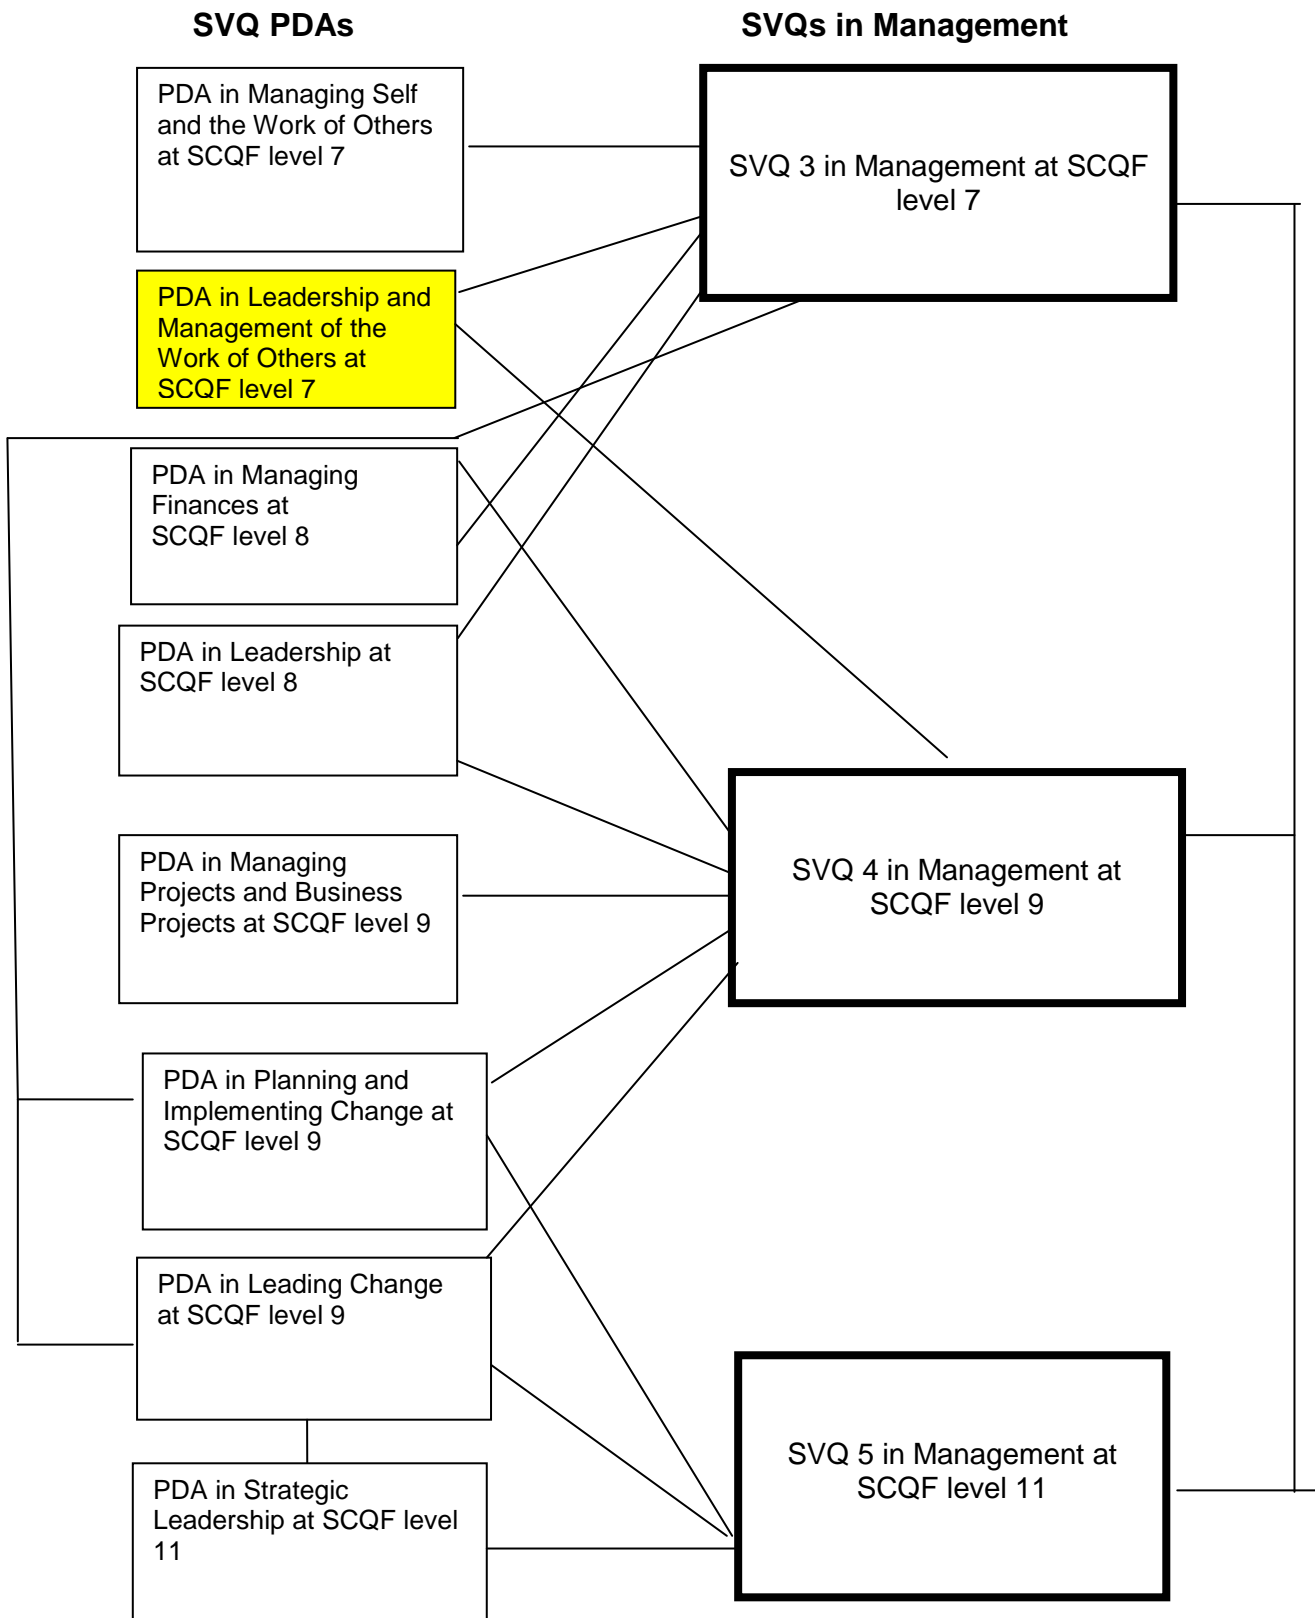 SVQ PDAs
SVQs in Management
PDA in Managing Self
and the Work of Others
at SCQF level 7
SVQ 3 in Management at SCQF
level 7
PDA in Leadership and
Management of the
Work of Others at
SCQF level 7
PDA in Managing
Finances at
SCQF level 8
PDA in Leadership at
SCQF level 8
PDA in Managing
Projects and Business
Projects at SCQF level 9
SVQ 4 in Management at
SCQF level 9
PDA in Planning and
Implementing Change at
SCQF level 9
PDA in Leading Change
at SCQF level 9
SVQ 5 in Management at
SCQF level 11
PDA in Strategic
Leadership at SCQF level
11